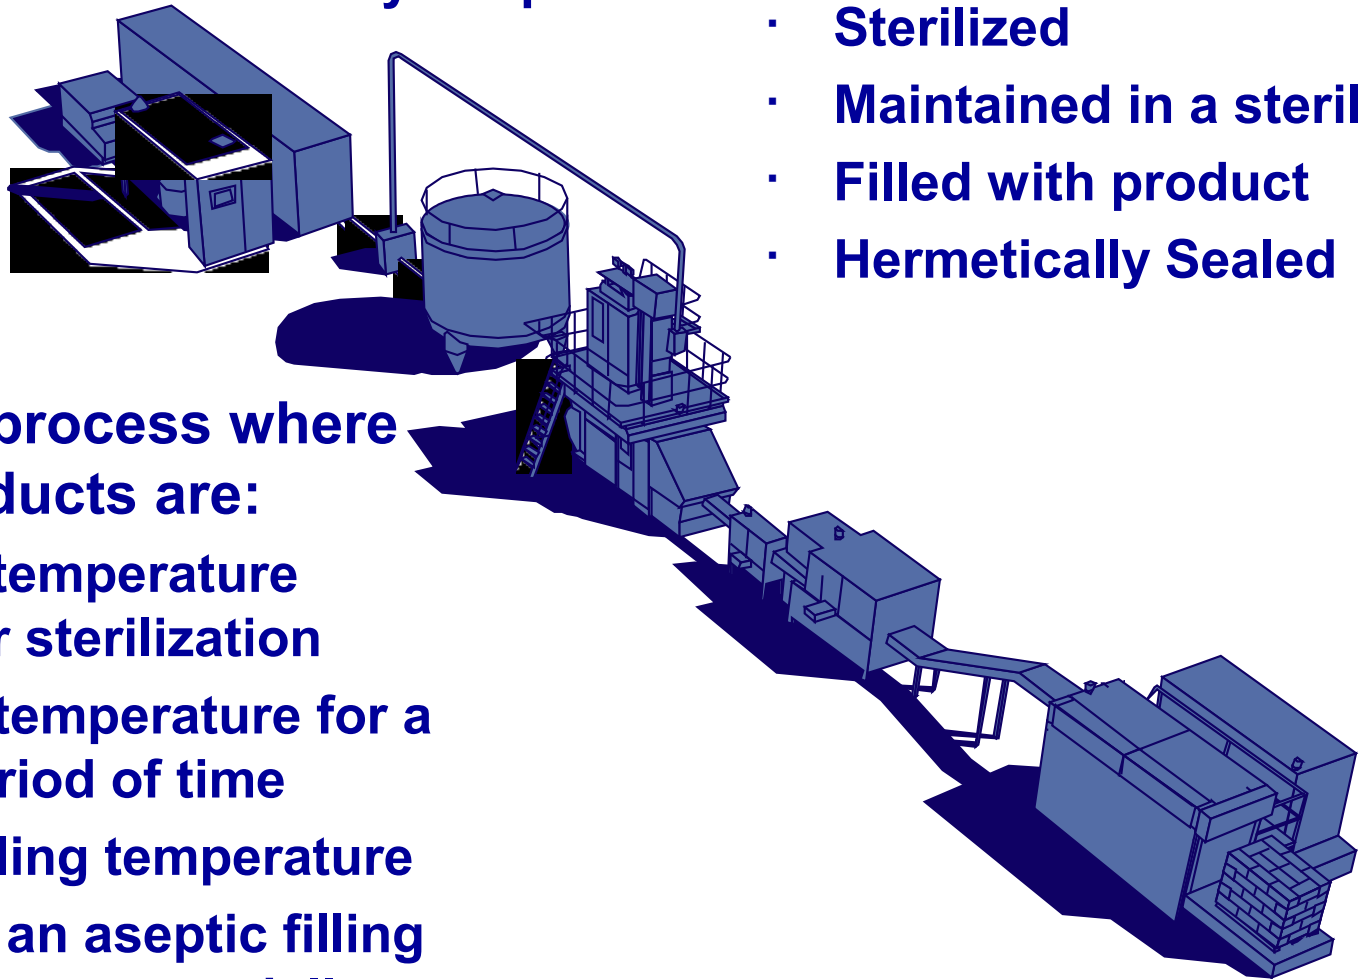 · Sterilized
· Maintained in a steril
· Filled with product
· Hermetically Sealed
process where
ducts are:
temperature
r sterilization
temperature for a
riod of time
ling temperature
an aseptic filling